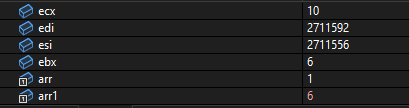 ecx 10
edi 2711592
esi 2711556
ebx 6
arr 1
arr1 6